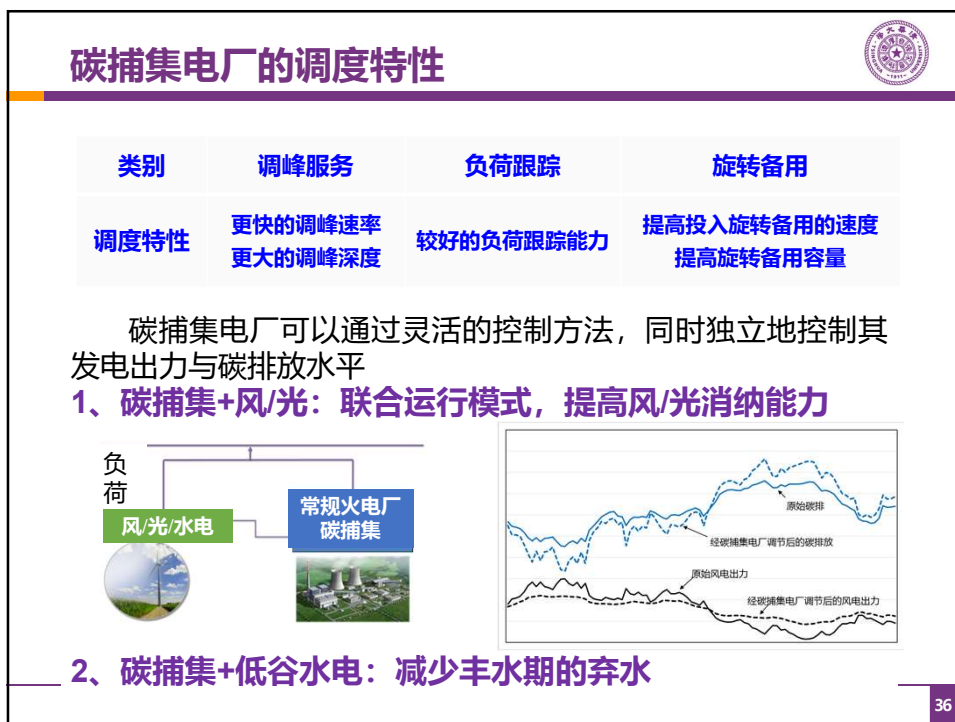 碳捕集电厂的调度特性
类别 调峰服务 负荷跟踪 旋转备用
调度特性 更快的调峰速率 较好的负荷跟踪能力 提高投入旋转备用的速度
更大的调峰深度 提高旋转备用容量
碳捕集电厂可以通过灵活的控制方法，同时独立地控制其
发电出力与碳排放水平
1、碳捕集+风/光：联合运行模式，提高风/光消纳能力
负
荷
风/光/水电
常规火电厂
碳捕集
原始碳排
经碳捕集电厂调节后的碳排放
原始风电出力
经碳捕集电厂调节后的风电出力
2、碳捕集+低谷水电：减少丰水期的弃水
36